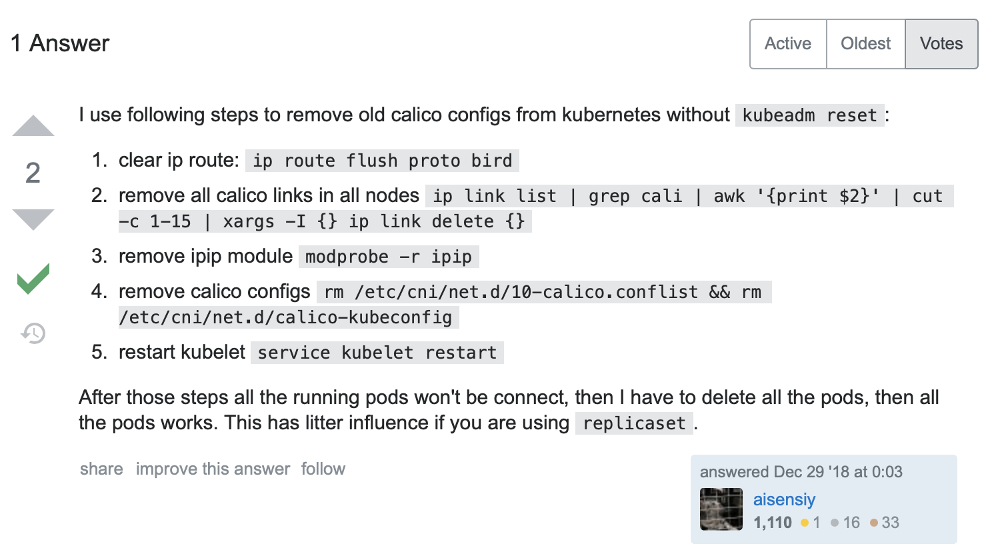 1 Answer
Active
Oldest
Votes
I use following steps to remove old calico configs from kubernetes without kubeadm reset :
2
1. clear ip route: ip route flush proto bird
2. remove all calico links in all nodes ip link list | grep cali | awk '{print $2}' | cut
-c 1-15 | xargs -I {} ip link delete {}
3. remove ipip module modprobe -r ipip
4. remove calico configs rm /etc/cni/net.d/10-calico.conflist && rm
/etc/cni/net.d/calico-kubeconfig
5. restart kubelet service kubelet restart
After those steps all the running pods won't be connect, then I have to delete all the pods, then all
the pods works. This has litter influence if you are using replicaset .
share improve this answer follow
answered Dec 29 '18 at 0:03
aisensiy
1,110 1 16 33